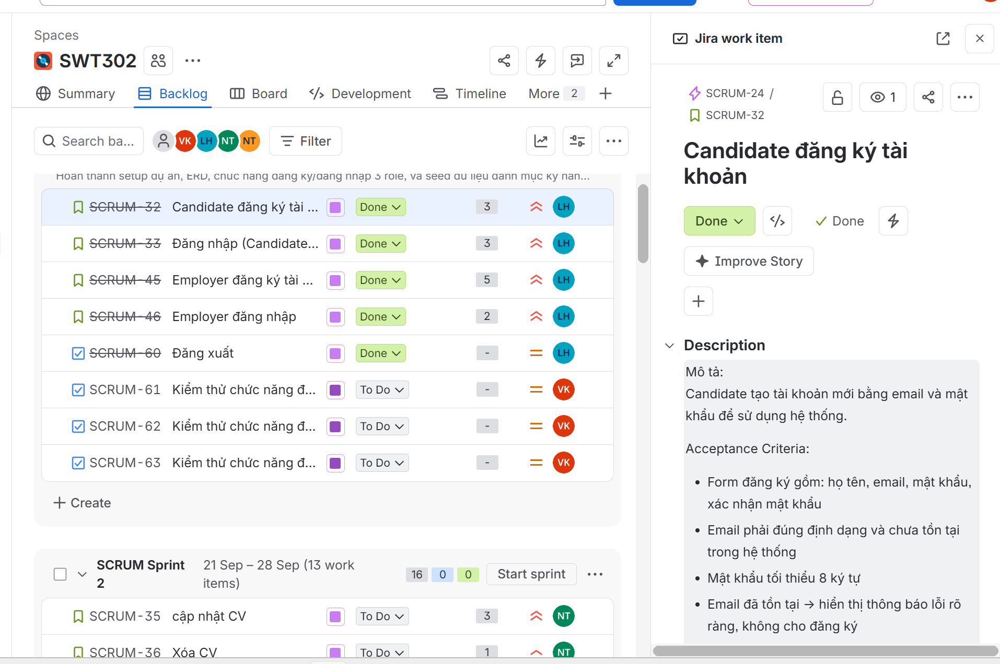 Spaces
SWT302
Summary
Backlog
Board
Development
Timeline
More 2
Search ba...
VK
LH
NT
NT
Filter
Hoàn thành setup dự án, ERD, chức năng đăng ký/đăng nhập 3 role, và seed dữ liệu danh mục kỹ năn...
SCRUM-32 Candidate đăng ký tài ... Done 3 LH
SCRUM-33 Đăng nhập (Candidate... Done 3 LH
SCRUM-45 Employer đăng ký tài ... Done 5 LH
SCRUM-46 Employer đăng nhập Done 2 LH
SCRUM-60 Đăng xuất Done - LH
SCRUM-61 Kiểm thử chức năng đ... To Do - VK
SCRUM-62 Kiểm thử chức năng đ... To Do - VK
SCRUM-63 Kiểm thử chức năng đ... To Do - VK
Create
SCRUM Sprint 21 Sep – 28 Sep (13 work 16 0 0 Start sprint
2 items)
SCRUM-35 cập nhật CV To Do 3 NT
SCRUM-36 Xóa CV To Do 1 NT
Jira work item
SCRUM-24 /
SCRUM-32
1
Candidate đăng ký tài
khoản
Done
Done
Improve Story
Description
Mô tả:
Candidate tạo tài khoản mới bằng email và mật
khẩu để sử dụng hệ thống.
Acceptance Criteria:
• Form đăng ký gồm: họ tên, email, mật khẩu,
xác nhận mật khẩu
• Email phải đúng định dạng và chưa tồn tại
trong hệ thống
• Mật khẩu tối thiểu 8 ký tự
• Email đã tồn tại → hiển thị thông báo lỗi rõ
ràng, không cho đăng ký